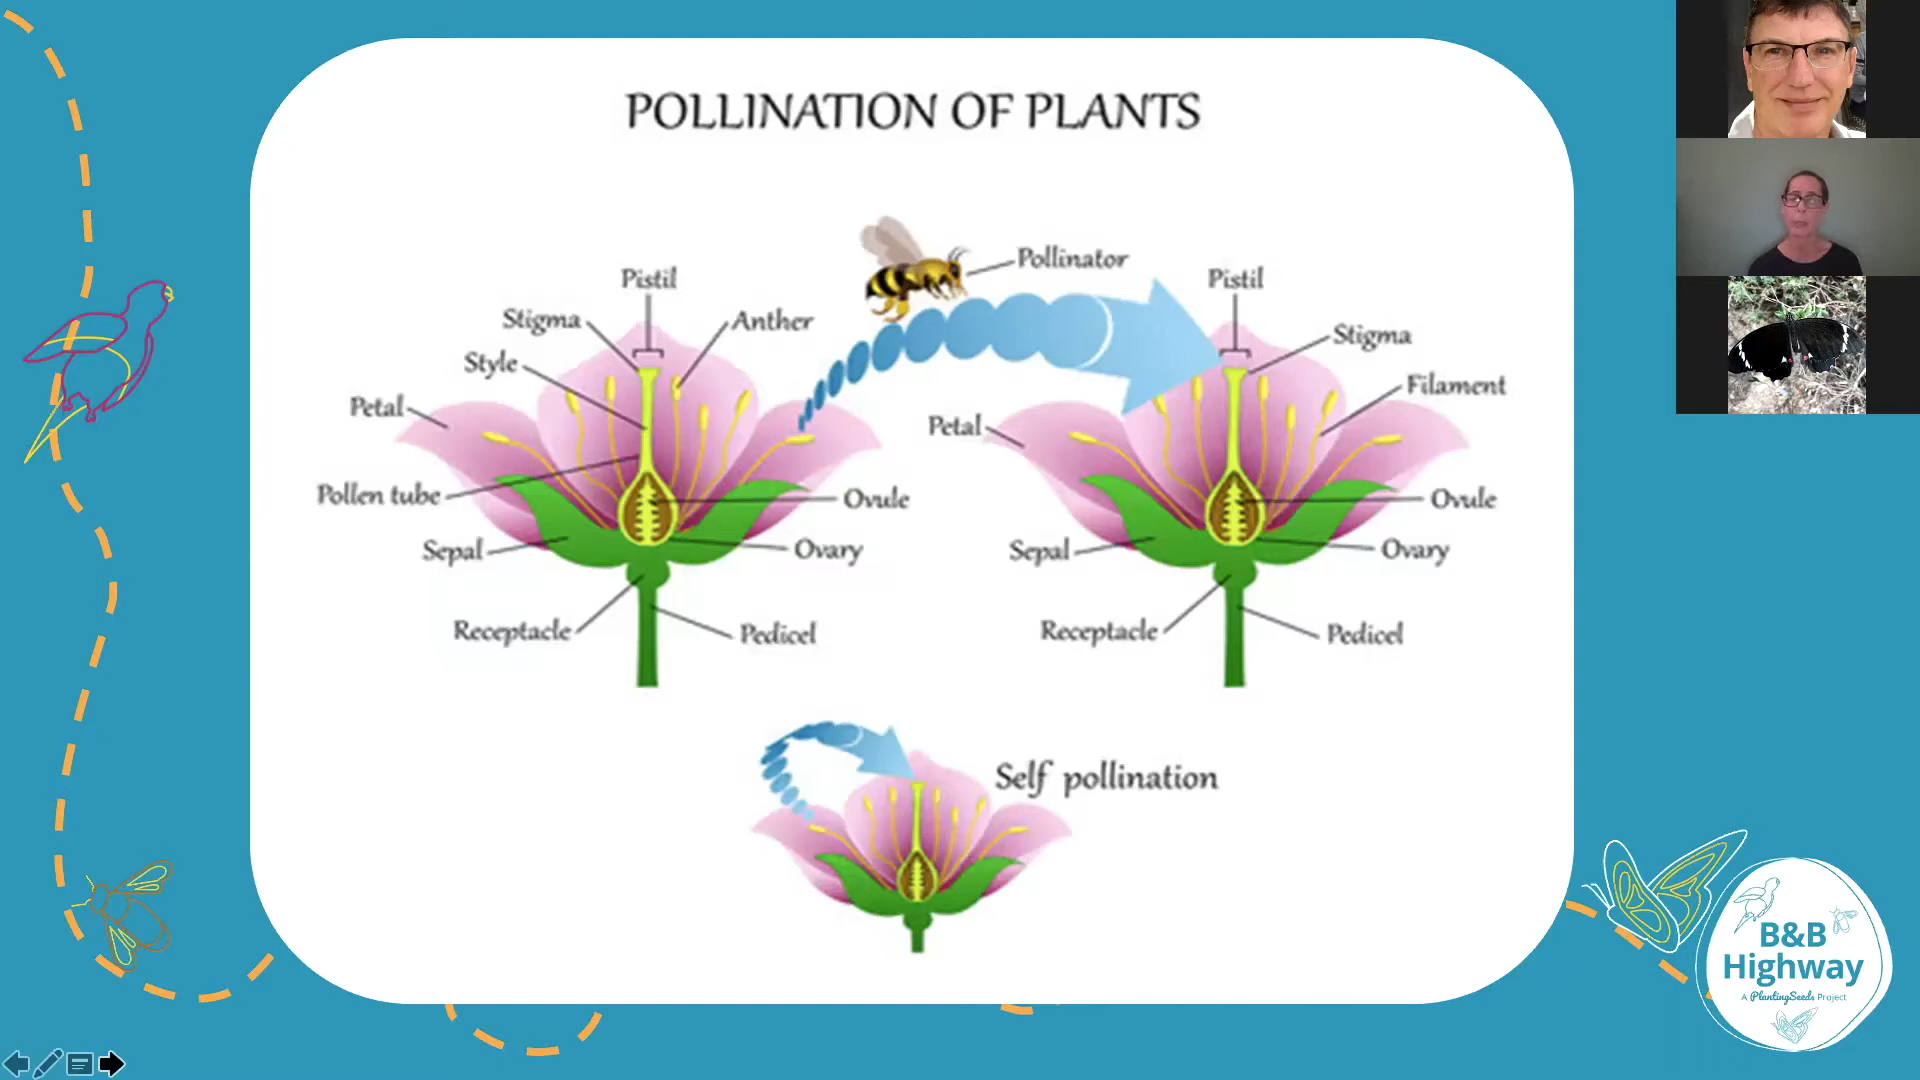 POLLINATION OF PLANTS
Pollinator
Pistil
Stigma
Anther
Style
Petal
Pollen tube
Ovule
Sepal
Ovary
Receptacle
Pedicel
Pistil
Stigma
Filament
Petal
Ovule
Sepal
Ovary
Receptacle
Pedicel
Self pollination
B&B
Highway
A PlantingSeeds Project